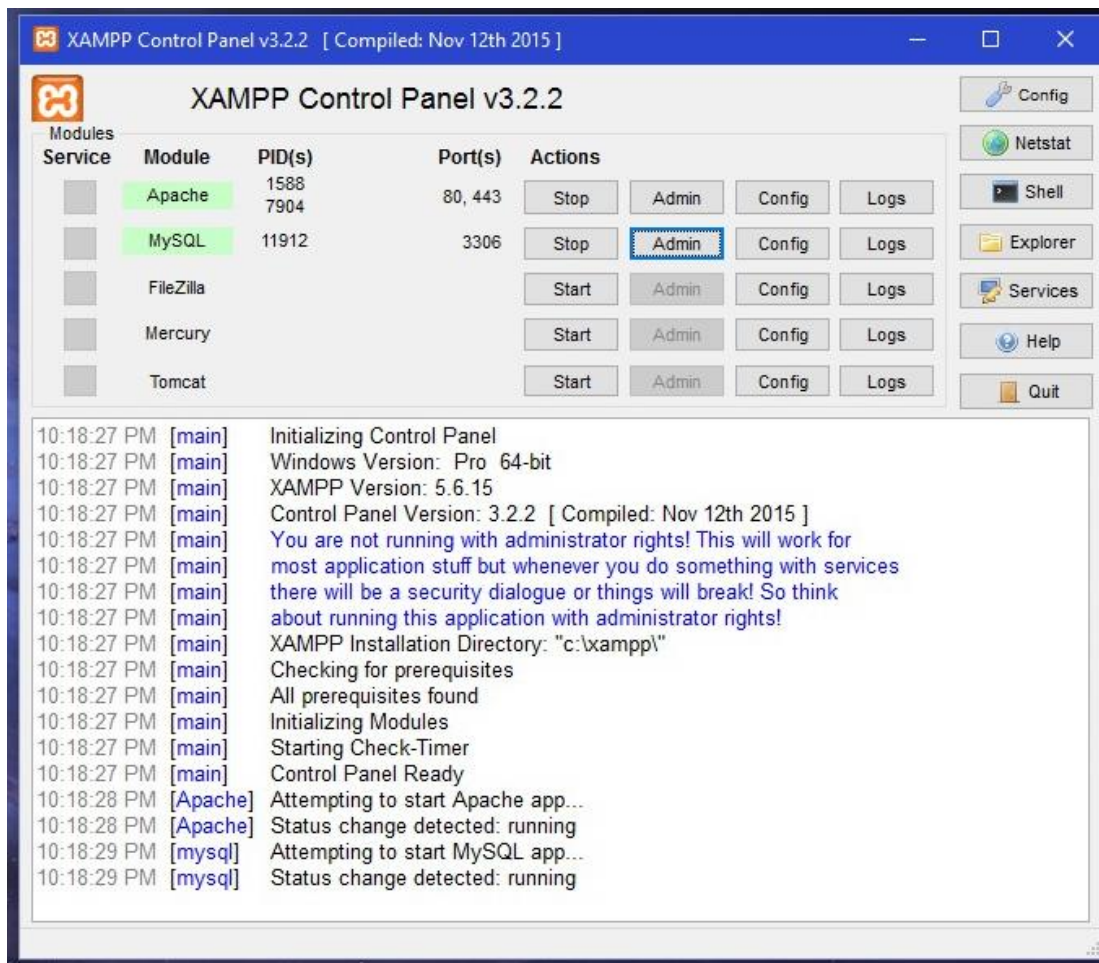 XAMPP Control Panel v3.2.2 [ Compiled: Nov 12th 2015 ]
XAMPP Control Panel v3.2.2
Config
Modules
Netstat
Service Module PID(s) Port(s) Actions
Apache 1588 7904 80, 443 Stop Admin Config Logs
Shell
MySQL 11912 3306 Stop Admin Config Logs
Explorer
FileZilla Start Admin Config Logs
Services
Mercury Start Admin Config Logs
Help
Tomcat Start Admin Config Logs
Quit
10:18:27 PM [main] Initializing Control Panel
10:18:27 PM [main] Windows Version: Pro 64-bit
10:18:27 PM [main] XAMPP Version: 5.6.15
10:18:27 PM [main] Control Panel Version: 3.2.2 [ Compiled: Nov 12th 2015 ]
10:18:27 PM [main] You are not running with administrator rights! This will work for
10:18:27 PM [main] most application stuff but whenever you do something with services
10:18:27 PM [main] there will be a security dialogue or things will break! So think
10:18:27 PM [main] about running this application with administrator rights!
10:18:27 PM [main] XAMPP Installation Directory: "c:\xampp\"
10:18:27 PM [main] Checking for prerequisites
10:18:27 PM [main] All prerequisites found
10:18:27 PM [main] Initializing Modules
10:18:27 PM [main] Starting Check-Timer
10:18:27 PM [main] Control Panel Ready
10:18:28 PM [Apache] Attempting to start Apache app...
10:18:28 PM [Apache] Status change detected: running
10:18:29 PM [mysql] Attempting to start MySQL app...
10:18:29 PM [mysql] Status change detected: running